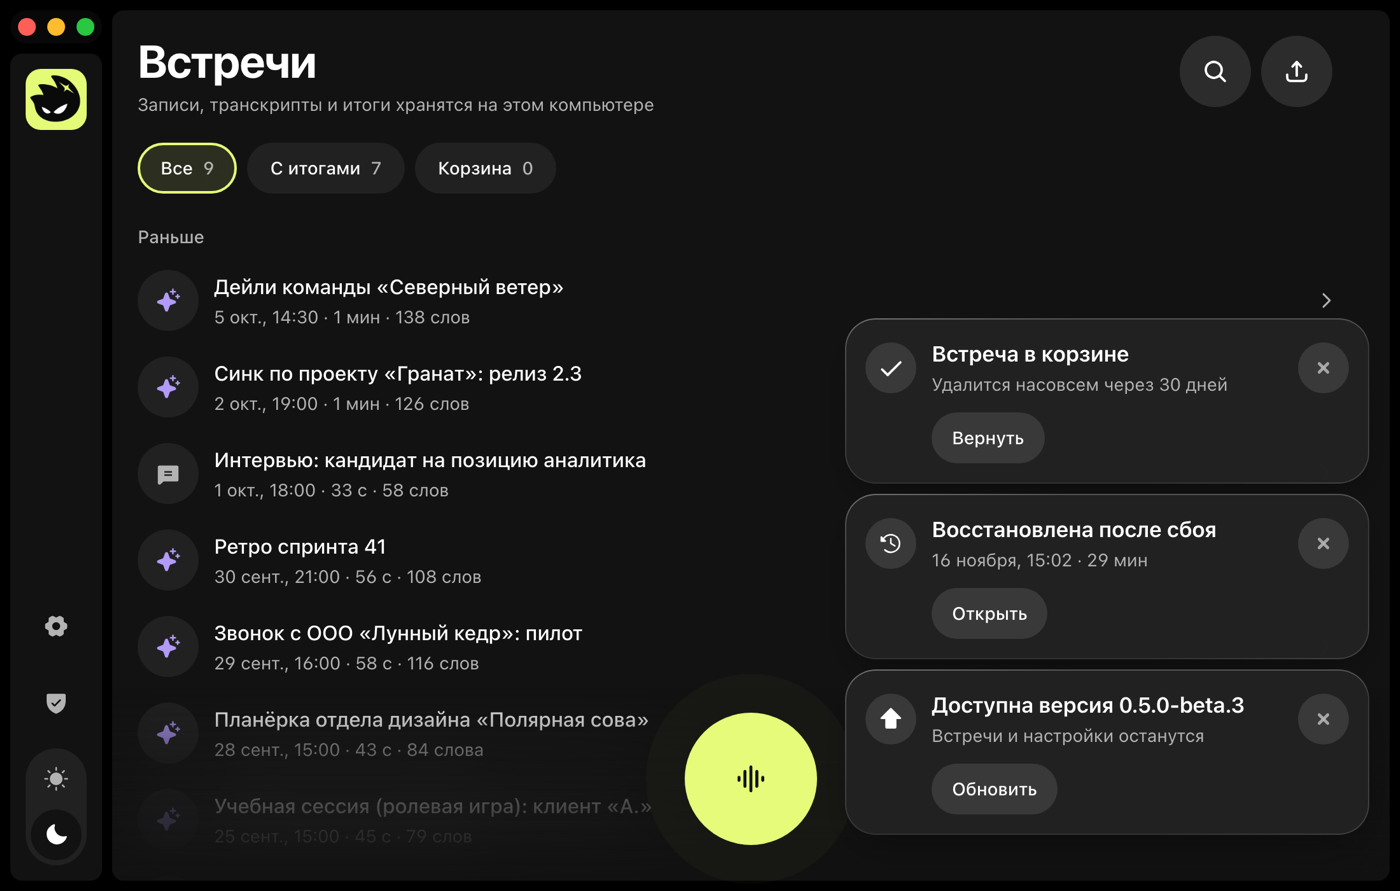 Встречи
Записи, транскрипты и итоги хранятся на этом компьютере
Все 9
С итогами 7
Корзина 0
Раньше
Дейли команды «Северный ветер»
5 окт., 14:30 · 1 мин · 138 слов
Синк по проекту «Гранат»: релиз 2.3
2 окт., 19:00 · 1 мин · 126 слов
Интервью: кандидат на позицию аналитика
1 окт., 18:00 · 33 с · 58 слов
Ретро спринта 41
30 сент., 21:00 · 56 с · 108 слов
Звонок с ООО «Лунный кедр»: пилот
29 сент., 16:00 · 58 с · 116 слов
Планёрка отдела дизайна «Полярная сова»
28 сент., 15:00 · 43 с · 84 слова
Учебная сессия (ролевая игра): клиент «А.»
25 сент., 15:00 · 45 с · 79 слов
Встреча в корзине
Удалится насовсем через 30 дней
Вернуть
Восстановлена после сбоя
16 ноября, 15:02 · 29 мин
Открыть
Доступна версия 0.5.0-beta.3
Встречи и настройки останутся
Обновить